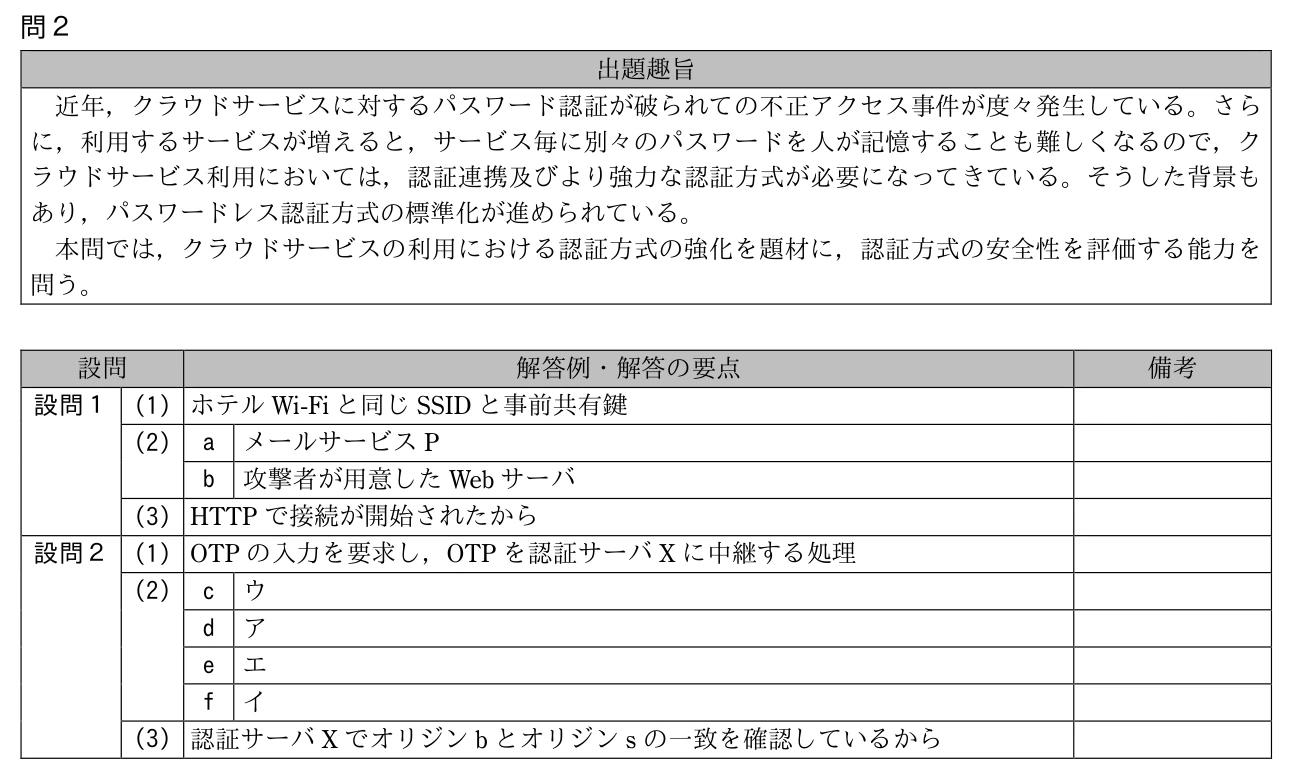 問２
出題趣旨
近年，クラウドサービスに対するパスワード認証が破られての不正アクセス事件が度々発生している。さら
に，利用するサービスが増えると，サービス毎に別々のパスワードを人が記憶することも難しくなるので，ク
ラウドサービス利用においては，認証連携及びより強力な認証方式が必要になってきている。そうした背景も
あり，パスワードレス認証方式の標準化が進められている。
本問では，クラウドサービスの利用における認証方式の強化を題材に，認証方式の安全性を評価する能力を
問う。
設問 解答例・解答の要点 備考
設問１ (1) ホテル Wi-Fi と同じ SSID と事前共有鍵
(2) a メールサービス P
b 攻撃者が用意した Web サーバ
(3) HTTP で接続が開始されたから
設問２ (1) OTP の入力を要求し，OTP を認証サーバ X に中継する処理
(2) c ウ
d ア
e エ
f イ
(3) 認証サーバ X でオリジン b とオリジン s の一致を確認しているから